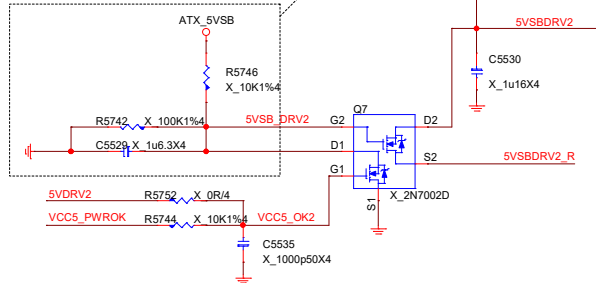 ATX_5VSB
5VSBDRV2
R5746
X_10K1%4
C5530
X_1u16X4
Q7
R5742 X_100K1%4
5VSB_DRV2 G2 D2
C5529 X_1u6.3X4
D1
S2 5VSBDRV2_R
G1
5VDRV2 R5752 X_0R/4
X_2N7002D
S1
VCC5_PWROK R5744 X_10K1%4 VCC5_OK2
C5535
X_1000p50X4